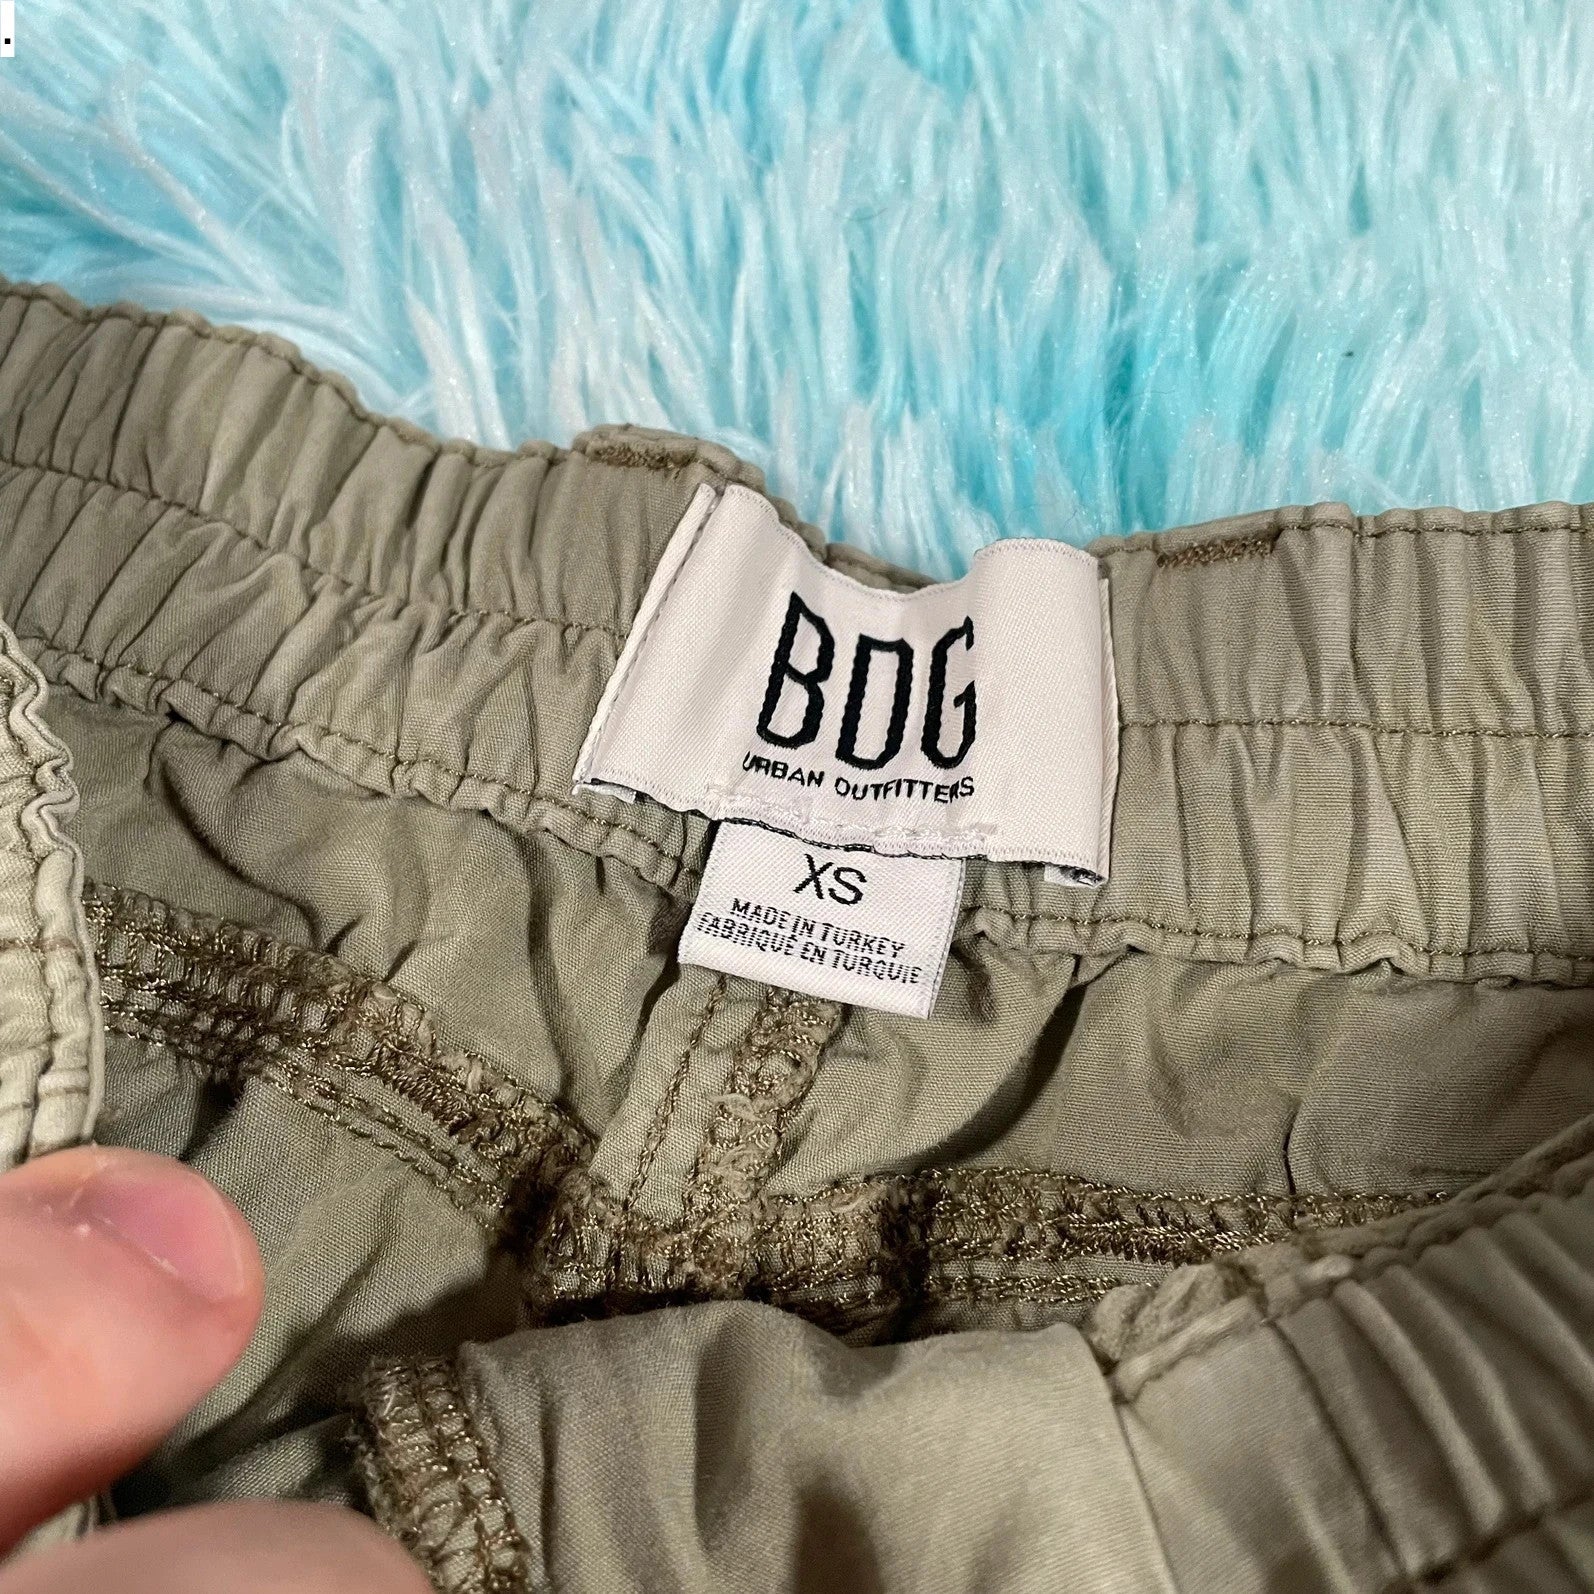 .
BDG
URBAN OUTFITTERS
XS
MADE IN TURKEY
FABRIQUÉ EN TURQUIE